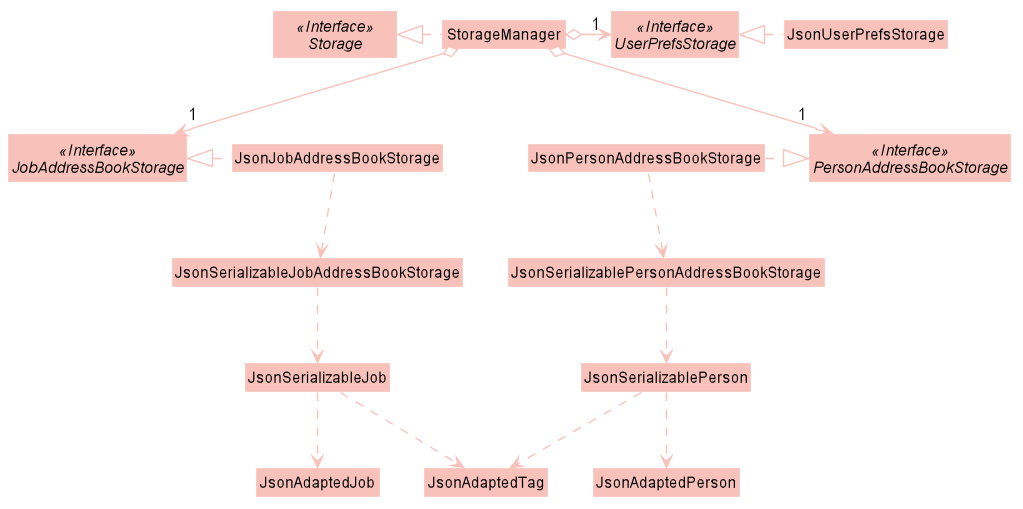 «Interface»
Storage
StorageManager
1
«Interface»
UserPrefsStorage
JsonUserPrefsStorage
1
1
«Interface»
JobAddressBookStorage
JsonJobAddressBookStorage
JsonPersonAddressBookStorage
«Interface»
PersonAddressBookStorage
JsonSerializableJobAddressBookStorage
JsonSerializablePersonAddressBookStorage
JsonSerializableJob
JsonSerializablePerson
JsonAdaptedJob
JsonAdaptedTag
JsonAdaptedPerson